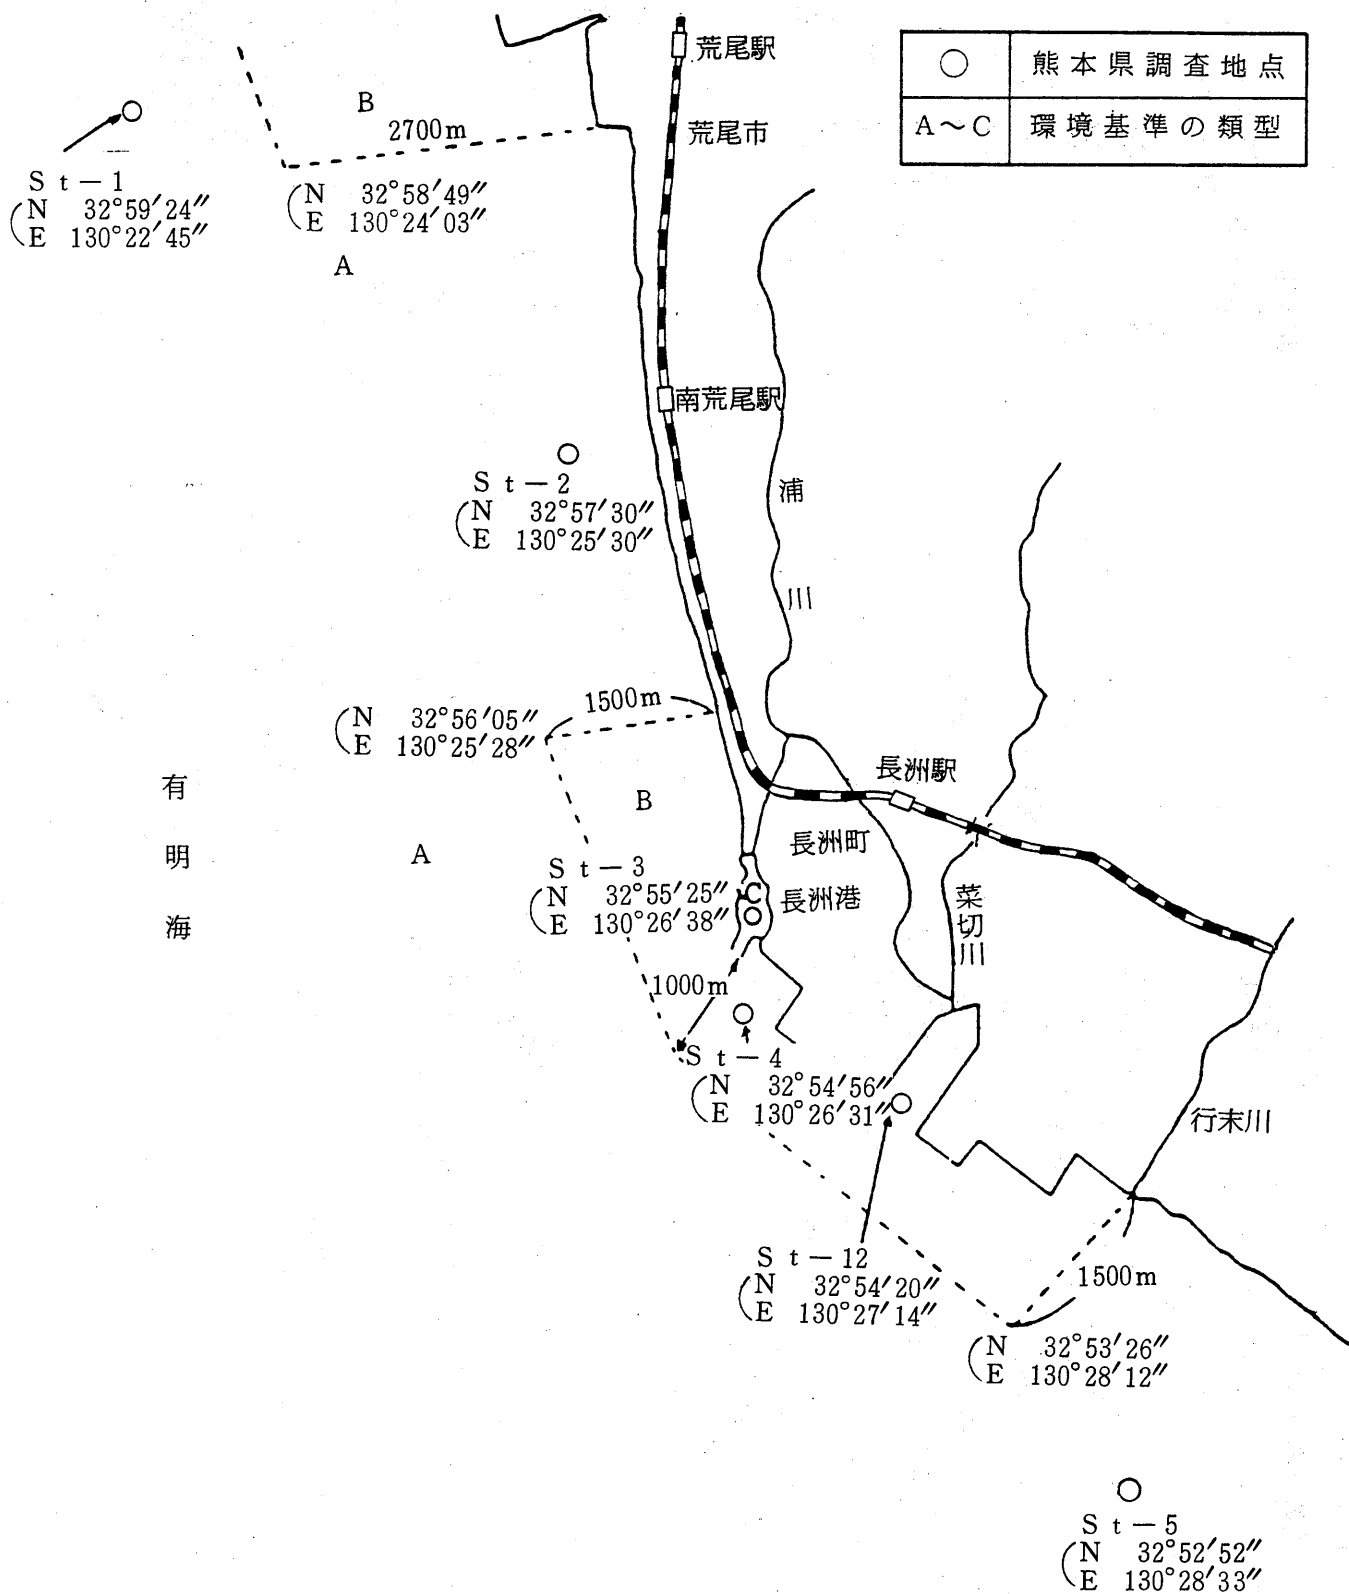 荒尾駅
○ 熊本県調査地点
A～C 環境基準の類型
B
2700m
荒尾市
St－1
(N 32°59′24″
E 130°22′45″
(N 32°58′49″
E 130°24′03″
A
南荒尾駅
St－2
(N 32°57′30″
E 130°25′30″
浦川
1500m
(N 32°56′05″
E 130°25′28″
長洲駅
有明海
B
A
長洲町
St－3
(N 32°55′25″
E 130°26′38″
C
長洲港
菜切川
1000m
St－4
(N 32°54′56″
E 130°26′31″
行末川
St－12
(N 32°54′20″
E 130°27′14″
1500m
(N 32°53′26″
E 130°28′12″
St－5
(N 32°52′52″
E 130°28′33″